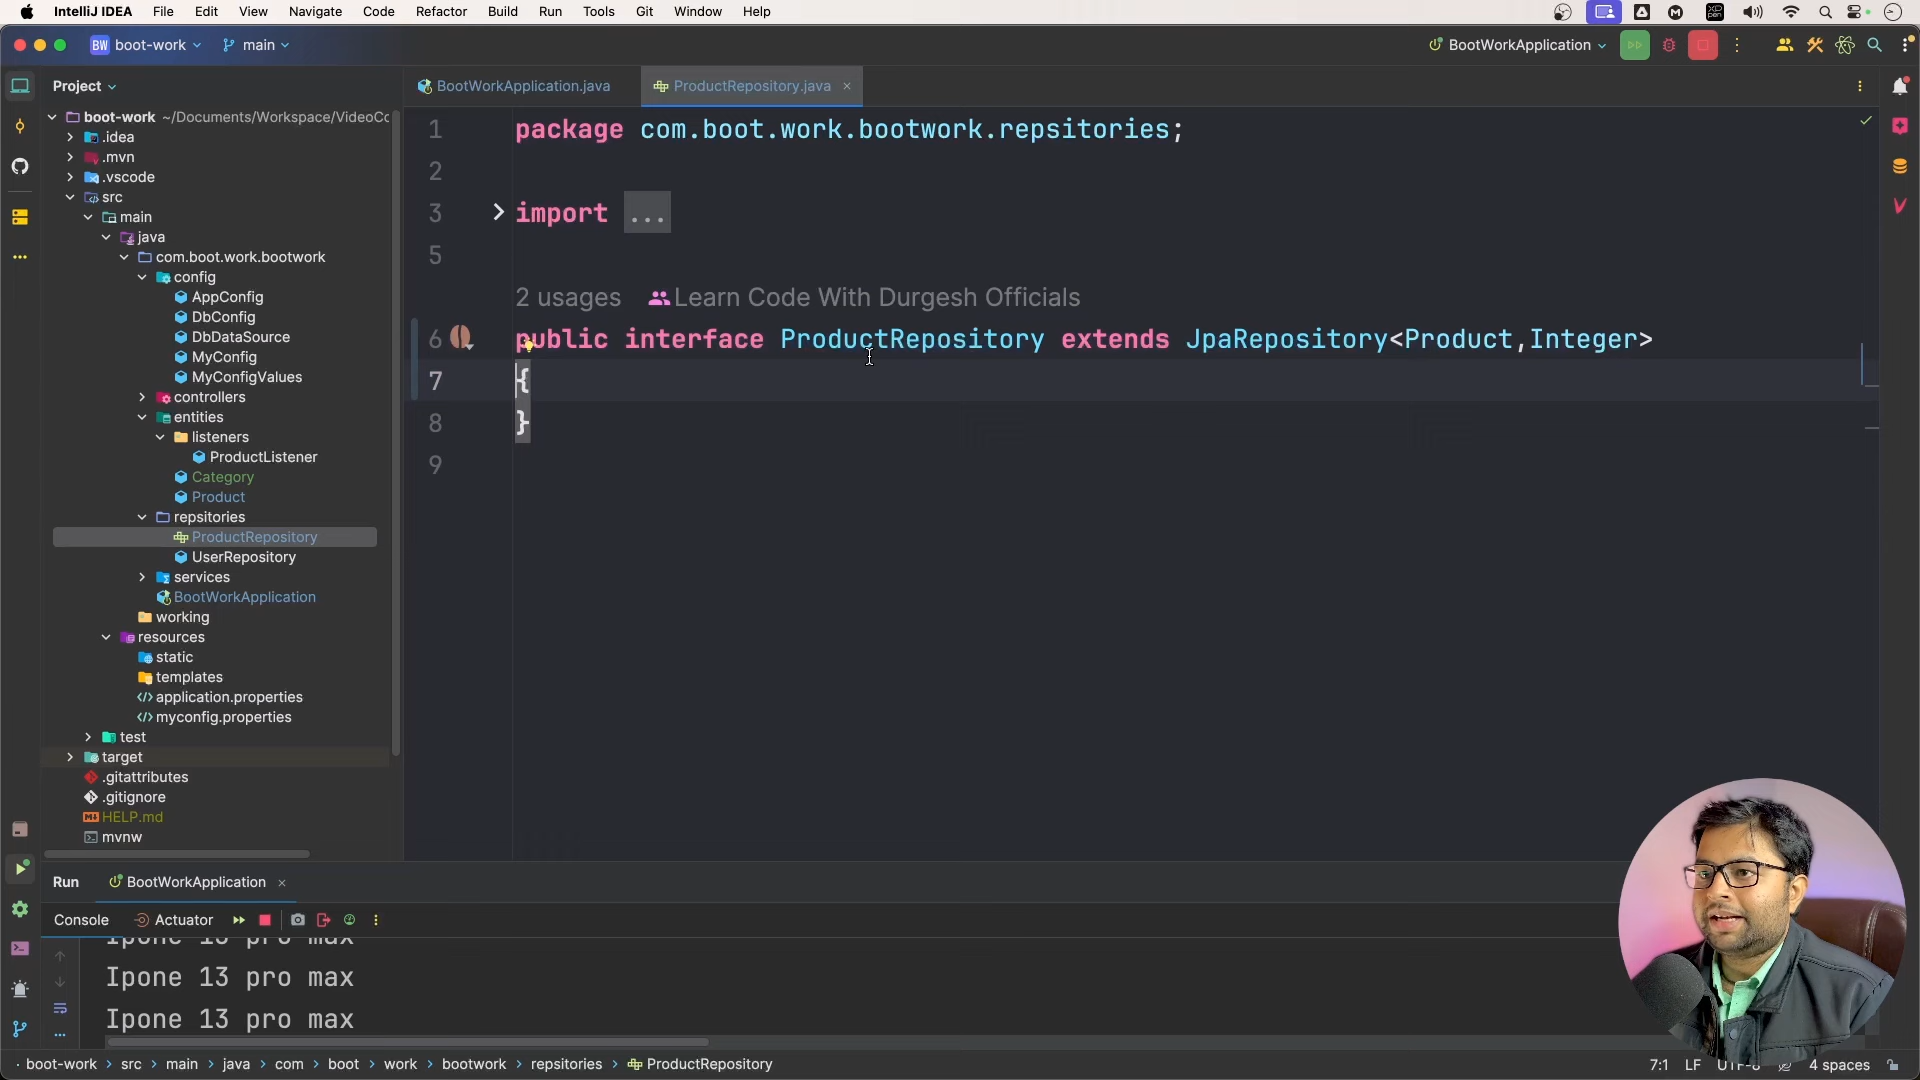 IntelliJ IDEA File Edit View Navigate Code Refactor Build Run Tools Git Window Help
BW boot-work main BootWorkApplication
Project
BootWorkApplication.java ProductRepository.java
boot-work ~/Documents/Workspace/VideoCo
.idea
.mvn
.vscode
src
main
java
com.boot.work.bootwork
config
AppConfig
DbConfig
DbDataSource
MyConfig
MyConfigValues
controllers
entities
listeners
ProductListener
Category
Product
repsitories
ProductRepository
UserRepository
services
BootWorkApplication
working
resources
static
templates
application.properties
myconfig.properties
test
target
.gitattributes
.gitignore
HELP.md
mvnw
1 package com.boot.work.bootwork.repsitories;
2
3 import ...
5
2 usages Learn Code With Durgesh Officials
6 public interface ProductRepository extends JpaRepository<Product,Integer>
7 {
8 }
9
Run BootWorkApplication
Console Actuator
Ipone 13 pro max
Ipone 13 pro max
Ipone 13 pro max
boot-work > src > main > java > com > boot > work > bootwork > repsitories > ProductRepository
7:1 LF UTF-8 4 spaces